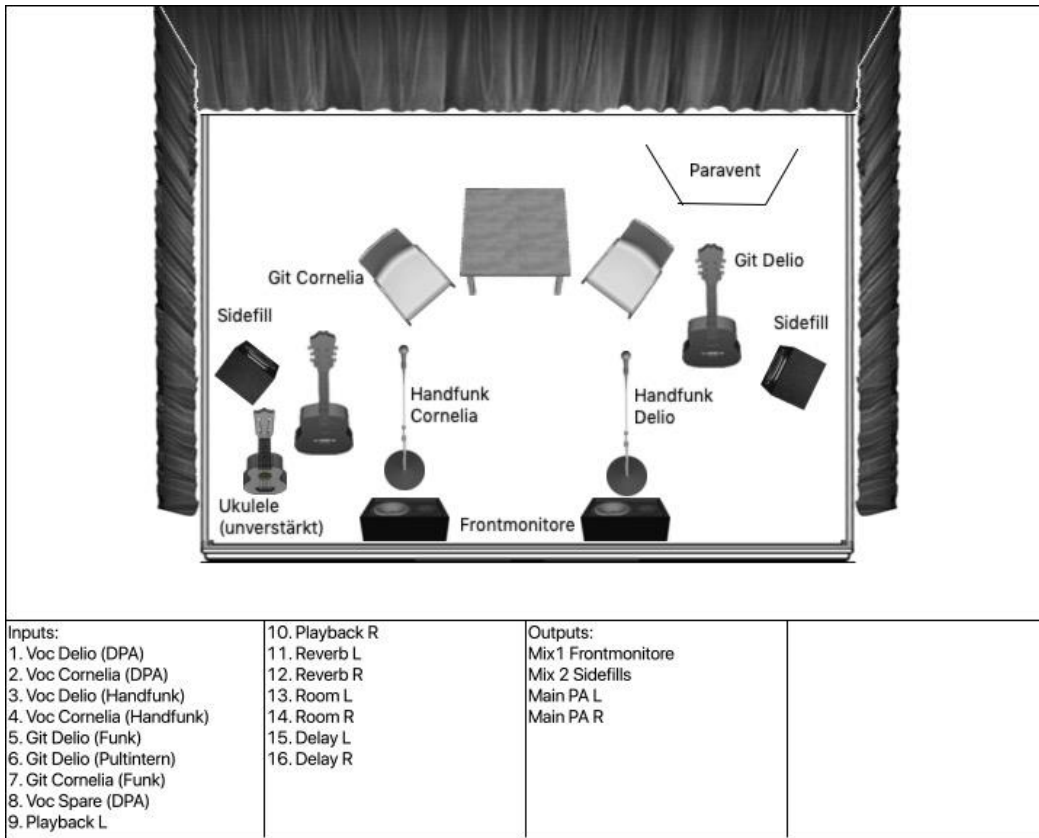 Paravent
Git Delio
Git Cornelia
Sidefill
Sidefill
Handfunk
Cornelia
Handfunk
Delio
Ukulele
(unverstärkt)
Frontmonitore
Inputs:
1. Voc Delio (DPA)
2. Voc Cornelia (DPA)
3. Voc Delio (Handfunk)
4. Voc Cornelia (Handfunk)
5. Git Delio (Funk)
6. Git Delio (Pultintern)
7. Git Cornelia (Funk)
8. Voc Spare (DPA)
9. Playback L
10. Playback R
11. Reverb L
12. Reverb R
13. Room L
14. Room R
15. Delay L
16. Delay R
Outputs:
Mix1 Frontmonitore
Mix 2 Sidefills
Main PA L
Main PA R